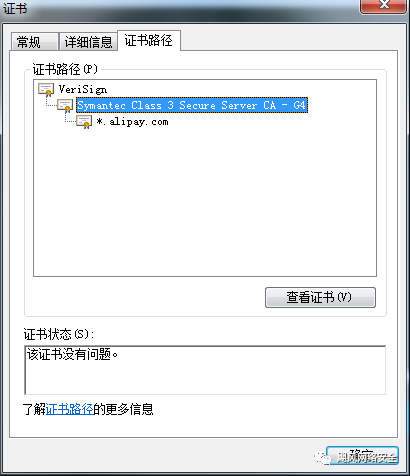 证书
常规 详细信息 证书路径
证书路径(P)
VeriSign
Symantec Class 3 Secure Server CA - G4
*.alipay.com
查看证书(V)
证书状态(S):
该证书没有问题。
了解证书路径的更多信息
确定
网络安全